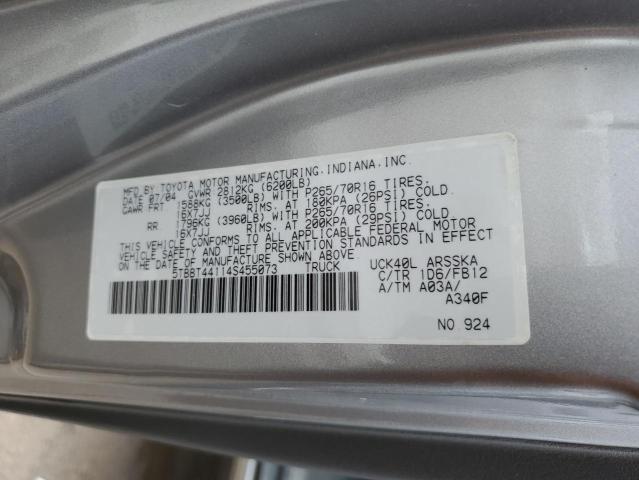 MFD BY TOYOTA MOTOR MANUFACTURING, INDIANA, INC.
DATE 07/04 GVWR 2812KG (6200LB)
GAWR FRT 1588KG (3500LB) WITH P265/70R16 TIRES,
16X7JJ RIMS, AT 180KPA (26PSI) COLD
RR 1796KG (3960LB) WITH P265/70R16 TIRES,
16X7JJ RIMS, AT 200KPA (29PSI) COLD
THIS VEHICLE CONFORMS TO ALL APPLICABLE FEDERAL MOTOR
VEHICLE SAFETY AND THEFT PREVENTION STANDARDS IN EFFECT
ON THE DATE OF MANUFACTURE SHOWN ABOVE.
5TBBT44114S455073 TRUCK
UCK40L ARSSKA
C/TR 1D6/FB12
A/TM A03A/
A340F
NO 924